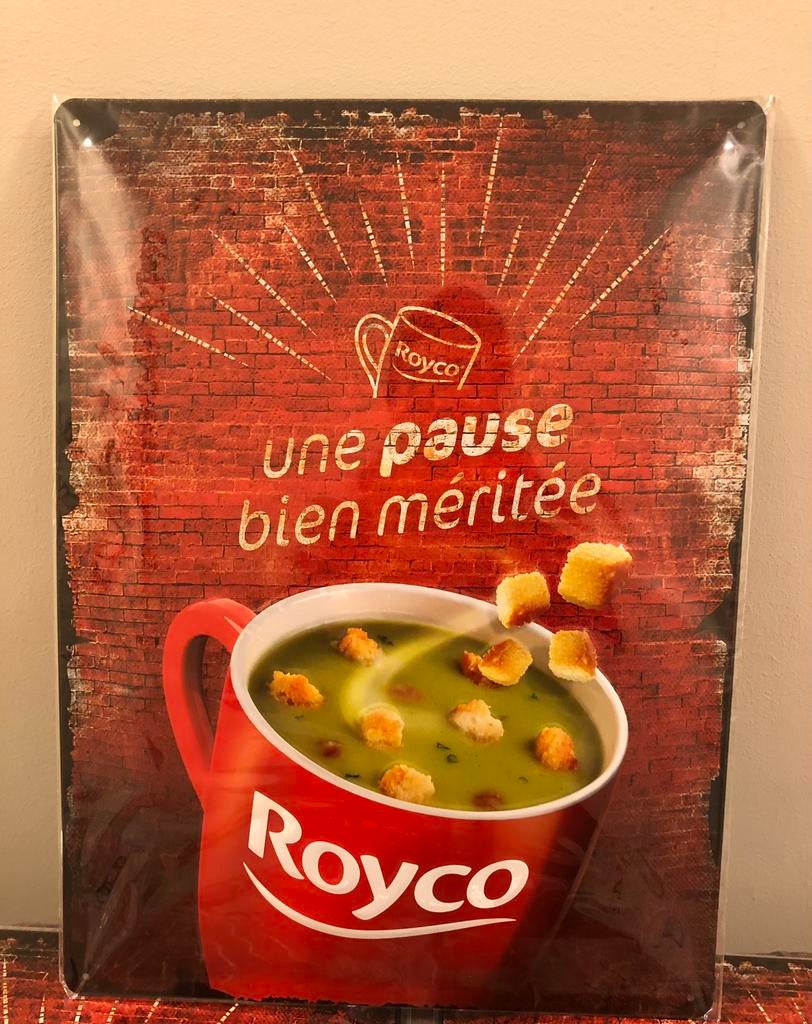 Royco
une pause
bien méritée
Royco